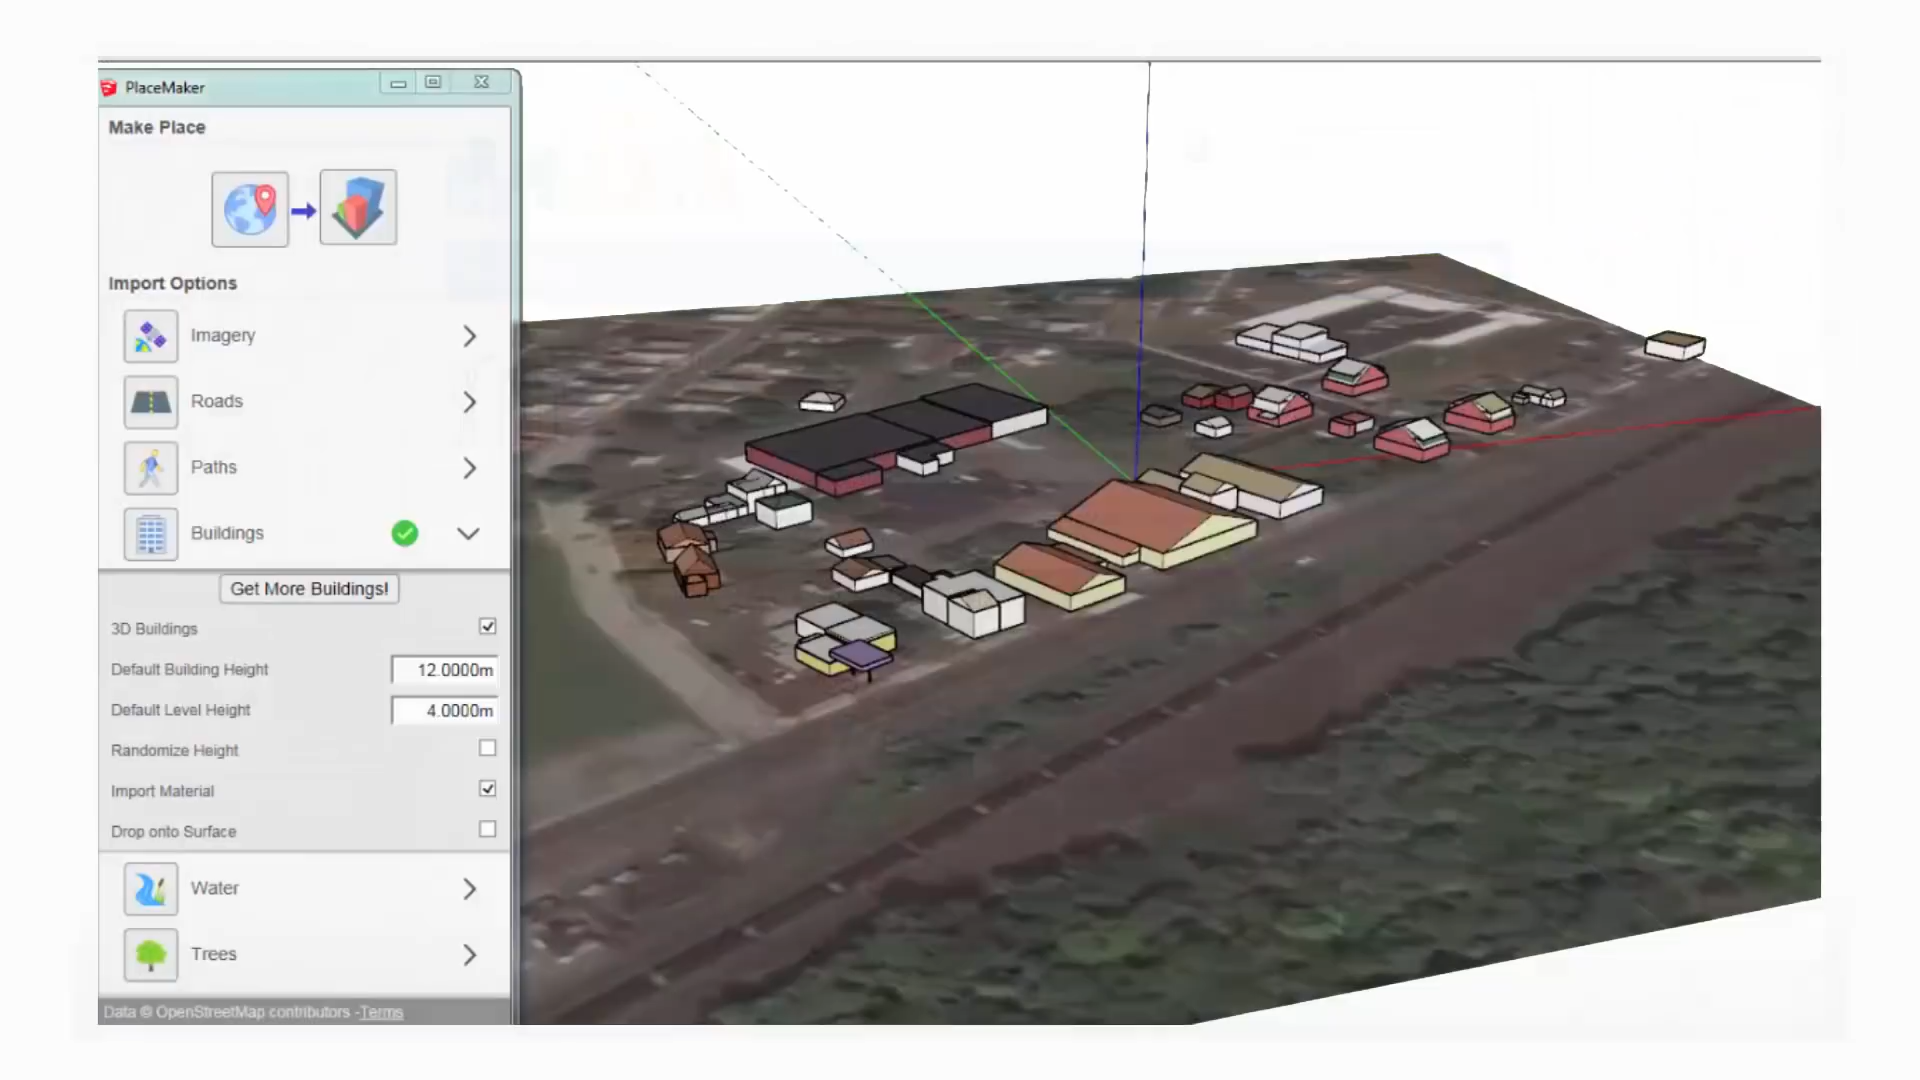 PlaceMaker
Make Place
Import Options
Imagery
Roads
Paths
Buildings
Get More Buildings!
3D Buildings
Default Building Height 12.0000m
Default Level Height 4.0000m
Randomize Height
Import Material
Drop onto Surface
Water
Trees
Data © OpenStreetMap contributors -Terms